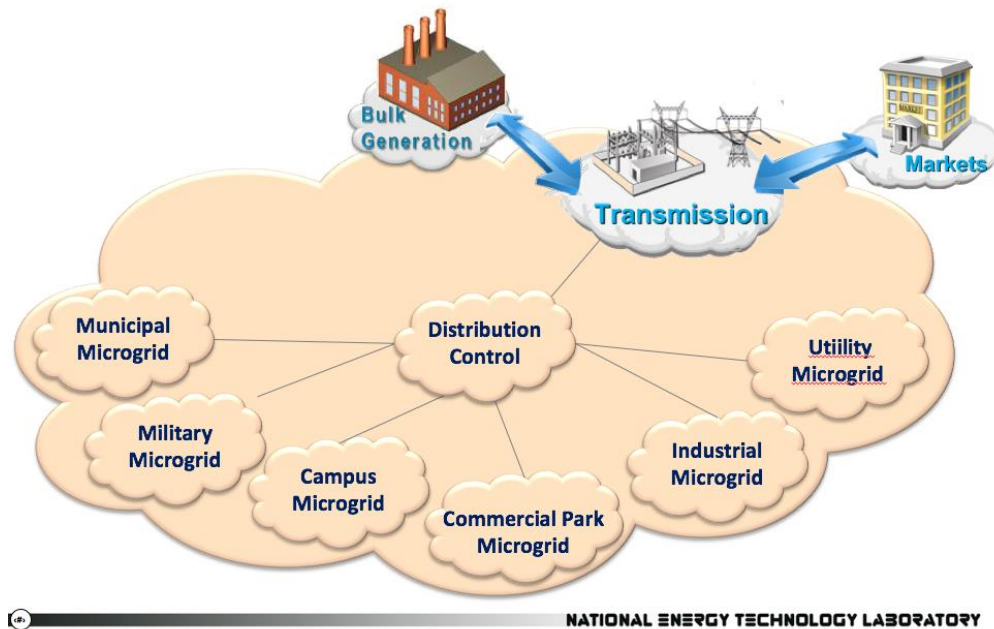 Bulk
Generation
MARKET
Markets
Transmission
Municipal
Microgrid
Distribution
Control
Utiility
Microgrid
Military
Microgrid
Campus
Microgrid
Commercial Park
Microgrid
Industrial
Microgrid
‹#›
NATIONAL ENERGY TECHNOLOGY LABORATORY